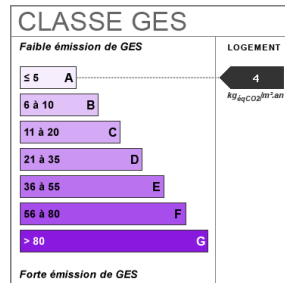 CLASSE GES
Faible émission de GES
LOGEMENT
≤ 5 A
4
kgéqCO2/m².an
6 à 10 B
11 à 20 C
21 à 35 D
36 à 55 E
56 à 80 F
> 80 G
Forte émission de GES